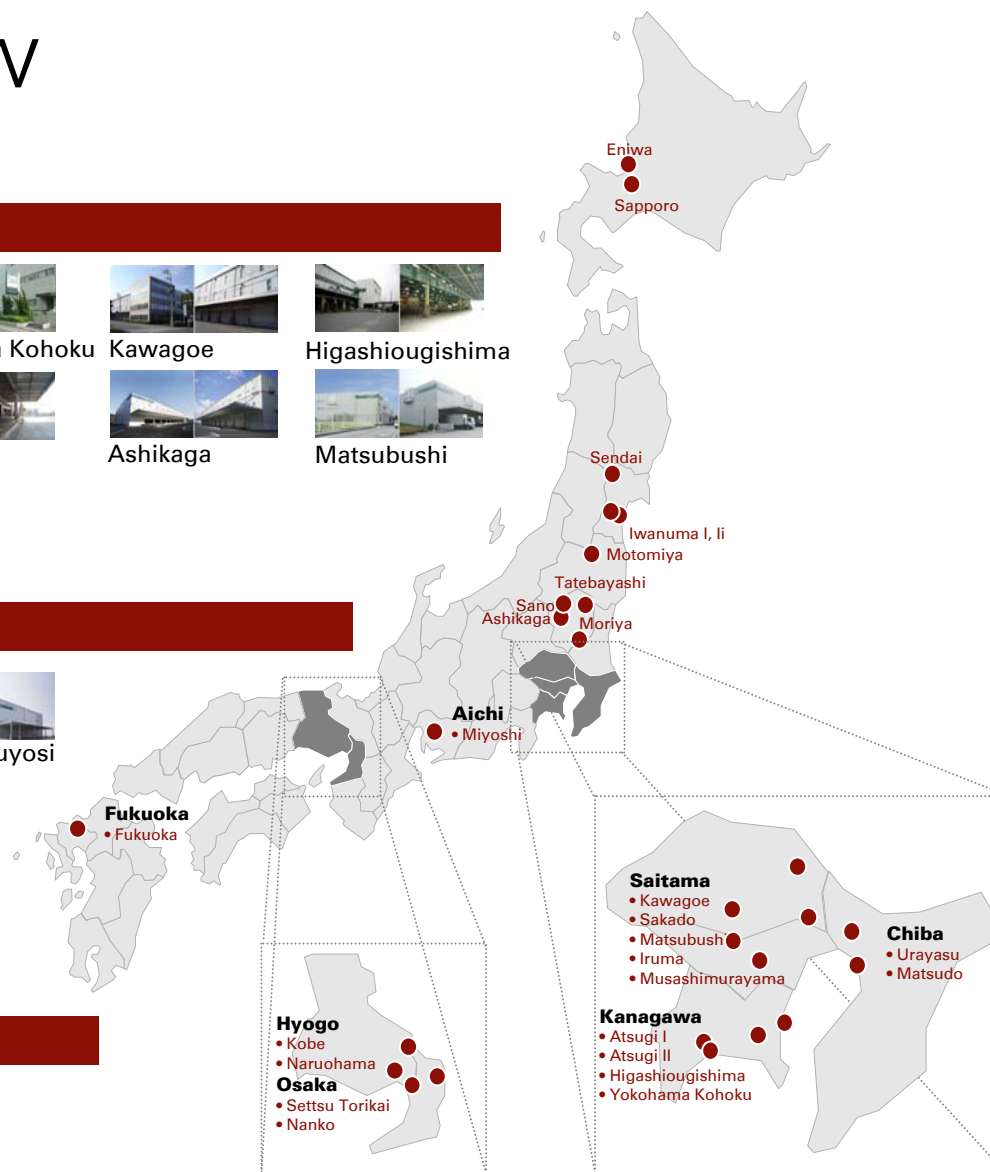 Eniwa
Sapporo
Kohoku
Kawagoe
Higashiougishima
Ashikaga
Matsubushi
Sendai
Iwanuma I, Ii
Motomiya
Tatebayashi
Sano
Ashikaga
Moriya
Aichi
• Miyoshi
Fukuoka
• Fukuoka
Saitama
• Kawagoe
• Sakado
• Matsubushi
• Iruma
• Musashimurayama
Chiba
• Urayasu
• Matsudo
Kanagawa
• Atsugi I
• Atsugi II
• Higashiougishima
• Yokohama Kohoku
Hyogo
• Kobe
• Naruohama
Osaka
• Settsu Torikai
• Nanko